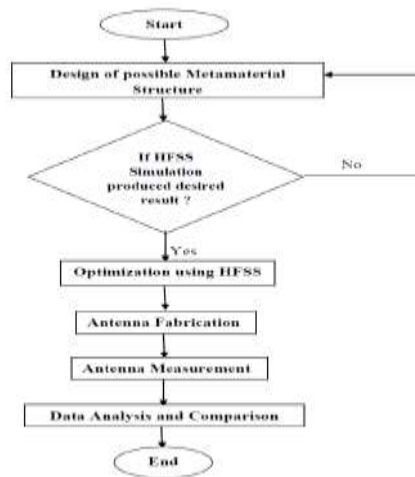 Start
Design of possible Metamaterial
Structure
If HFSS
Simulation
produced desired
result ?
No
Yes
Optimization using HFSS
Antenna Fabrication
Antenna Measurement
Data Analysis and Comparison
End